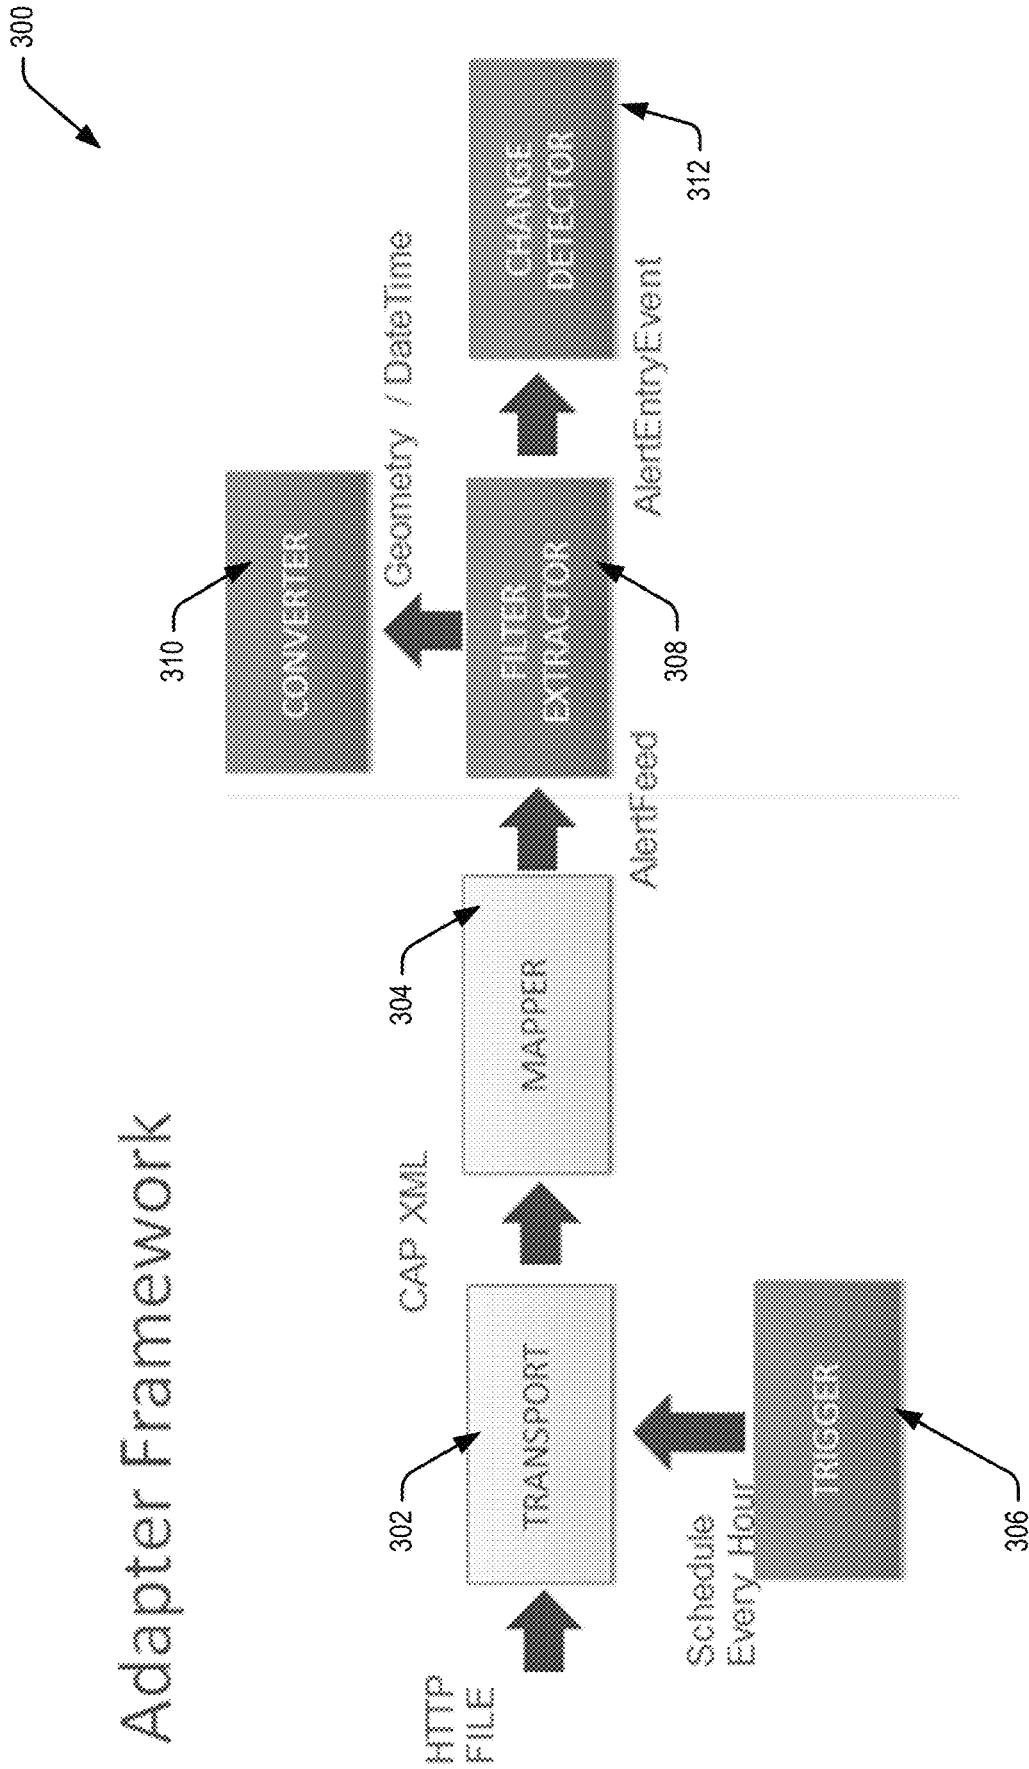 300
Adapter Framework
310
CONVERTER
Geometry / DateTime
HTTP
FILE
302
TRANSPORT
CAP XML
304
MAPPER
AlertFeed
FILTER
EXTRACTOR
308
AlertEntryEvent
CHANGE
DETECTOR
312
Schedule
Every Hour
TRIGGER
306